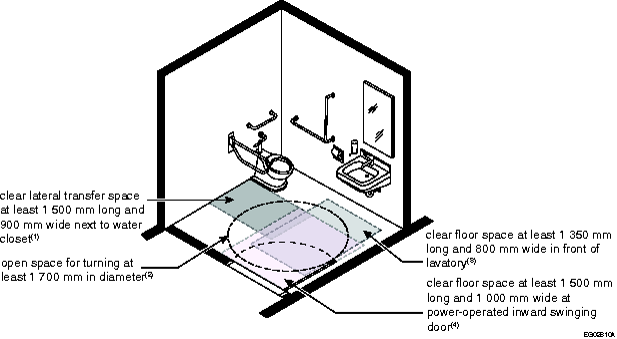 clear lateral transfer space
at least 1 500 mm long and
900 mm wide next to water
closet(1)
open space for turning at
least 1 700 mm in diameter(2)
clear floor space at least 1 350 mm
long and 800 mm wide in front of
lavatory(3)
clear floor space at least 1 500 mm
long and 1 000 mm wide at
power-operated inward swinging
door(4)
EG02810A